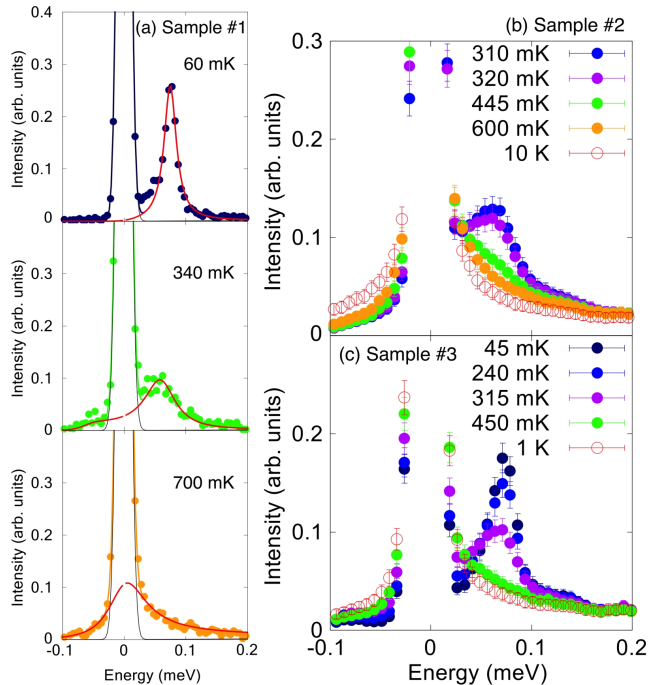 (a) Sample #1
60 mK
Intensity (arb. units)
0.4
0.3
0.2
0.1
0
340 mK
Intensity (arb. units)
0.3
0.2
0.1
0
700 mK
Intensity (arb. units)
0.3
0.2
0.1
0
-0.1
0
0.1
0.2
Energy (meV)
(b) Sample #2
310 mK
320 mK
445 mK
600 mK
10 K
Intensity (arb. units)
0.3
0.2
0.1
0
(c) Sample #3
45 mK
240 mK
315 mK
450 mK
1 K
Intensity (arb. units)
0.2
0.1
0
-0.1
0
0.1
0.2
Energy (meV)